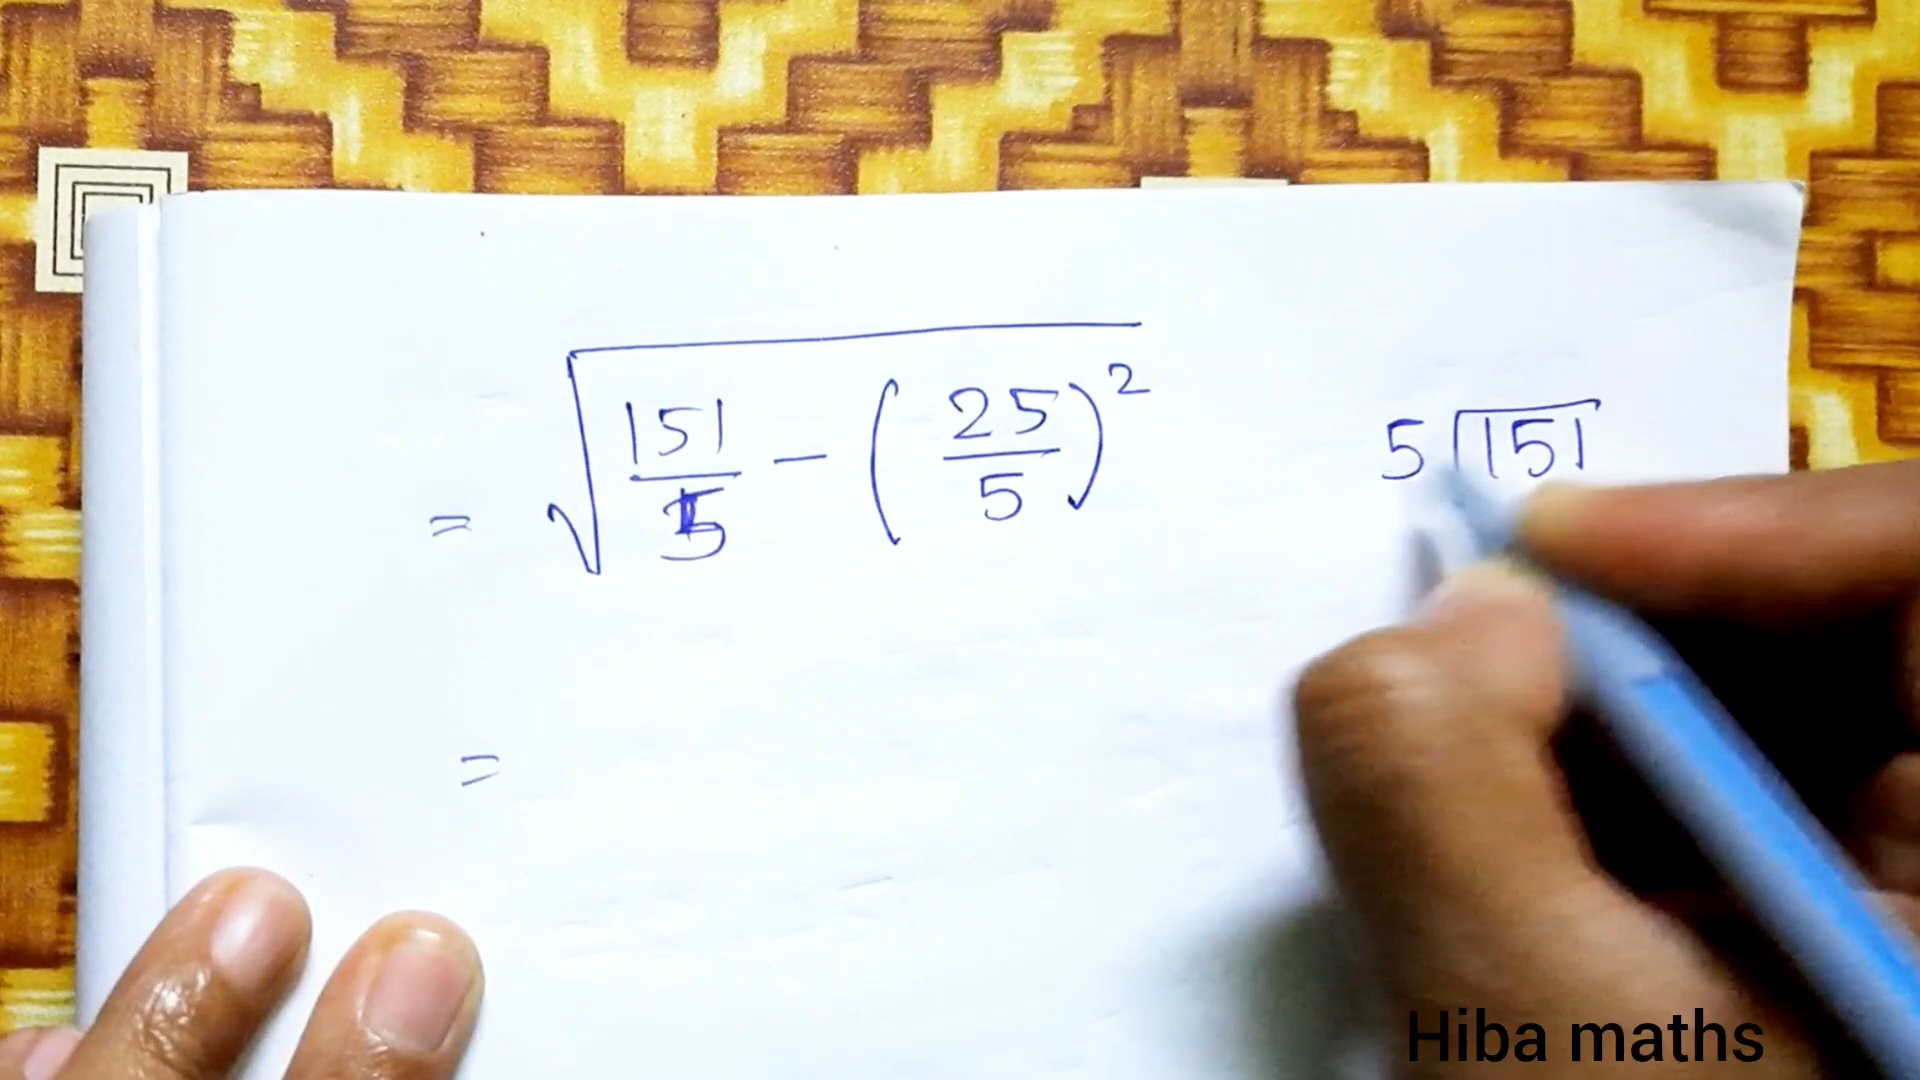 = √(151/5 - (25/5)²)
5⟌151
=
Hiba maths